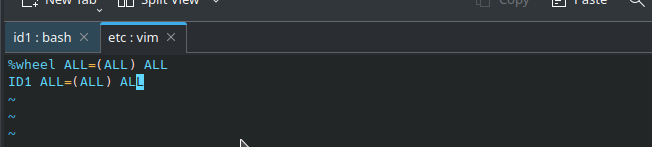 New Tab Split View Copy Paste
id1 : bash etc : vim
%wheel ALL=(ALL) ALL
ID1 ALL=(ALL) ALL
~
~
~